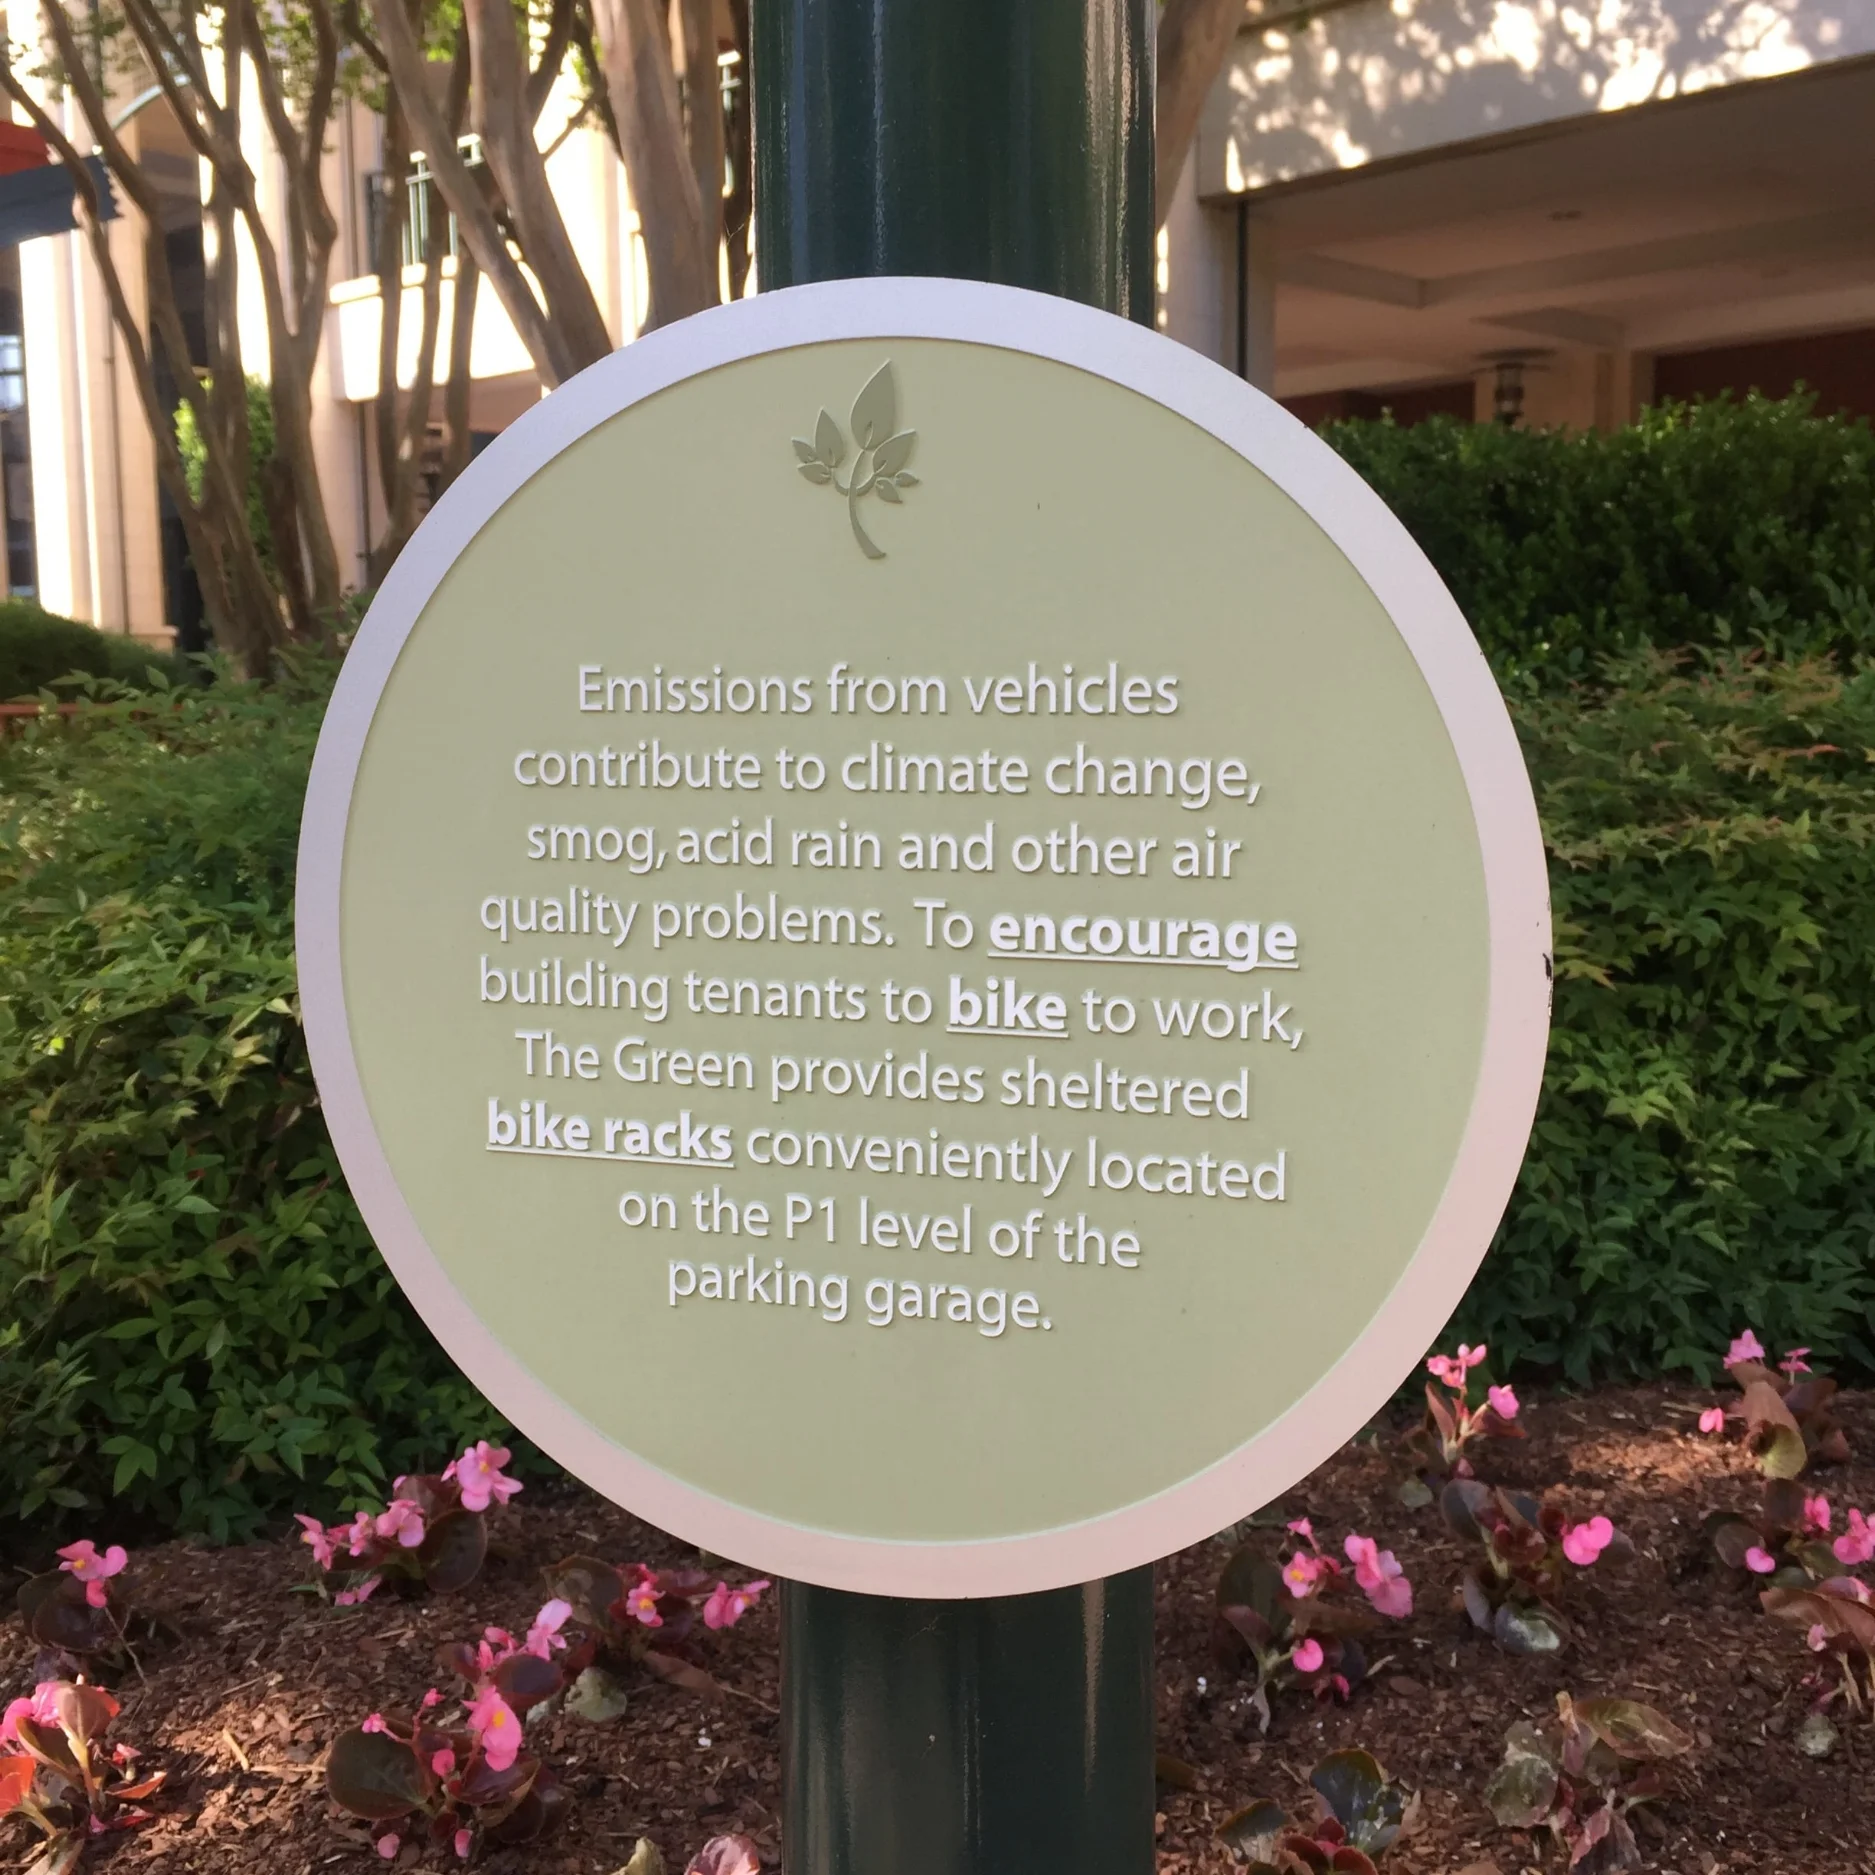 Emissions from vehicles
contribute to climate change,
smog, acid rain and other air
quality problems. To encourage
building tenants to bike to work,
The Green provides sheltered
bike racks conveniently located
on the P1 level of the
parking garage.